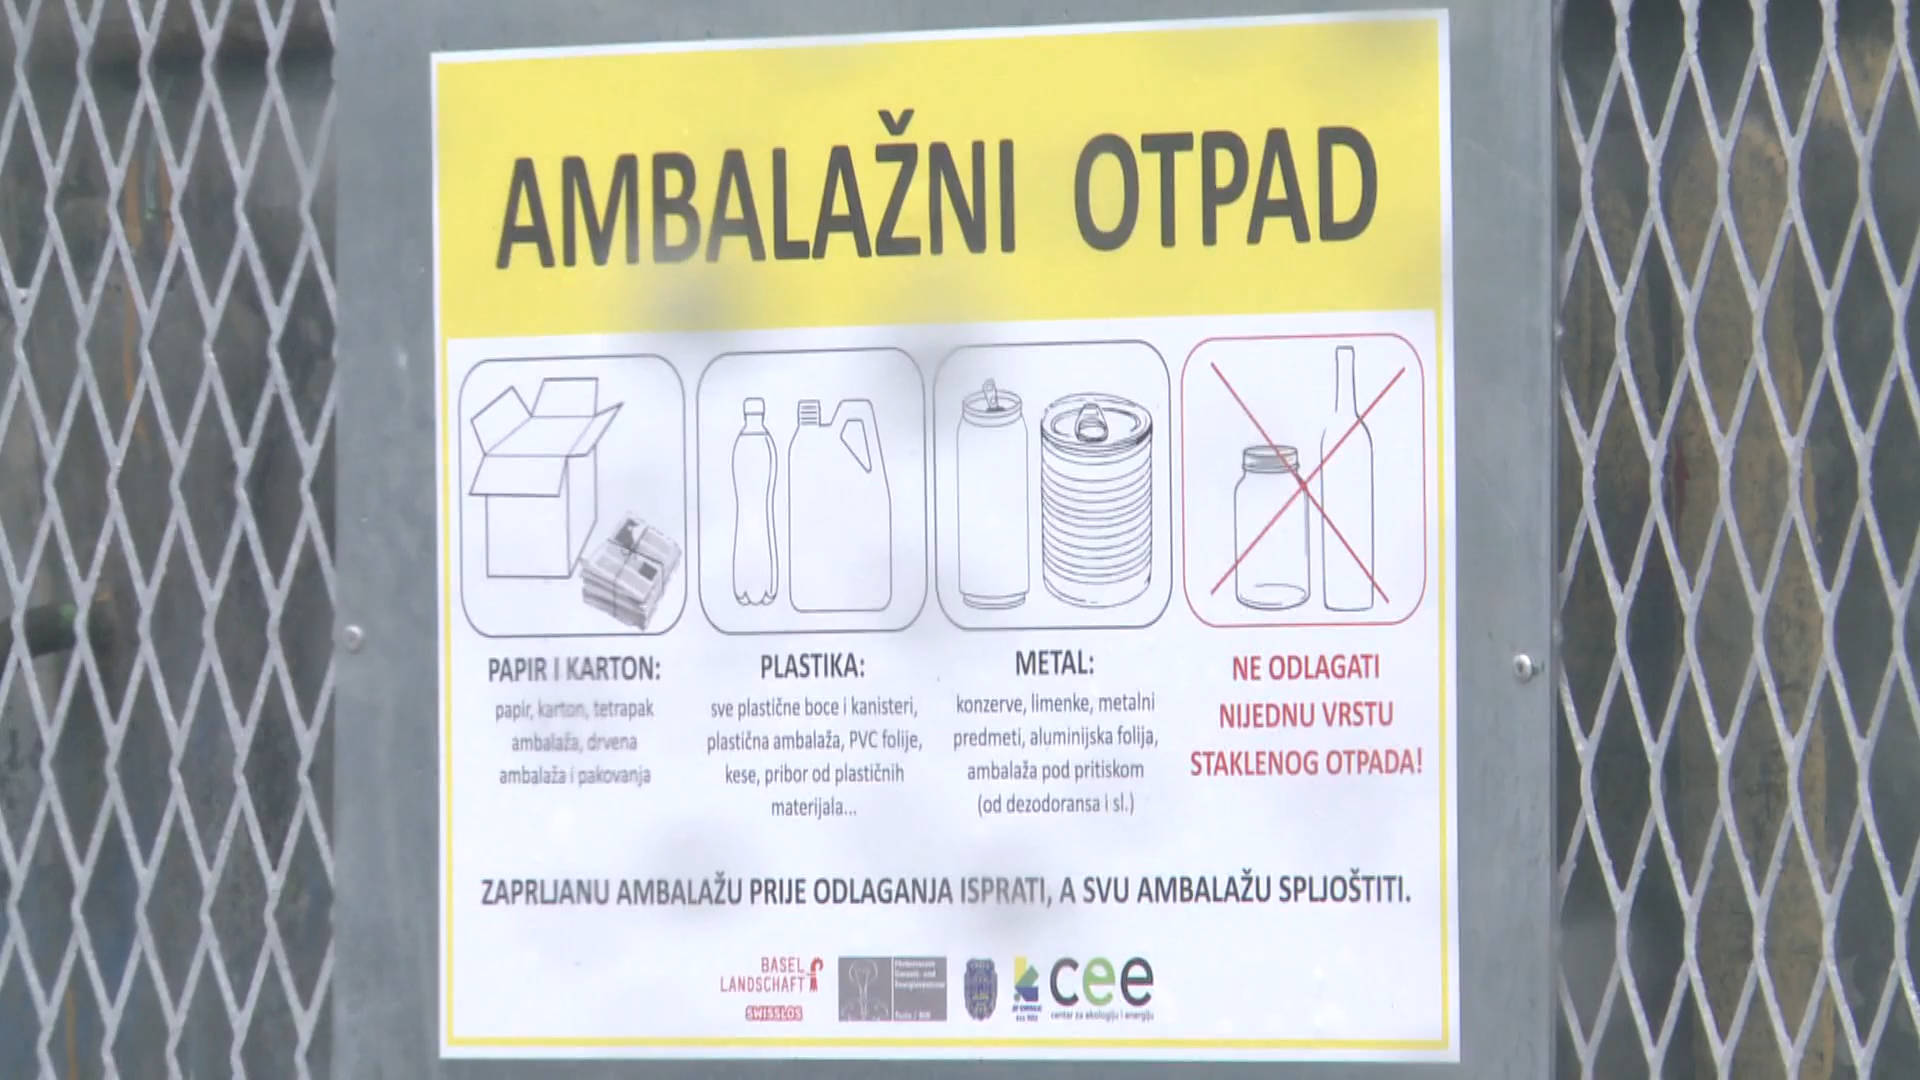 AMBALAŽNI OTPAD
PAPIR I KARTON:
papir, karton, tetrapak
ambalaža, drvena
ambalaža i pakovanja
PLASTIKA:
sve plastične boce i kanisteri,
plastična ambalaža, PVC folije,
kese, pribor od plastičnih
materijala...
METAL:
konzerve, limenke, metalni
predmeti, aluminijska folija,
ambalaža pod pritiskom
(od dezodoransa i sl.)
NE ODLAGATI
NIJEDNU VRSTU
STAKLENOG OTPADA!
ZAPRLJANU AMBALAŽU PRIJE ODLAGANJA ISPRATI, A SVU AMBALAŽU SPLJOŠTITI.
BASEL
LANDSCHAFT
SWISSLOS
cee
centar za ekologiju i energiju